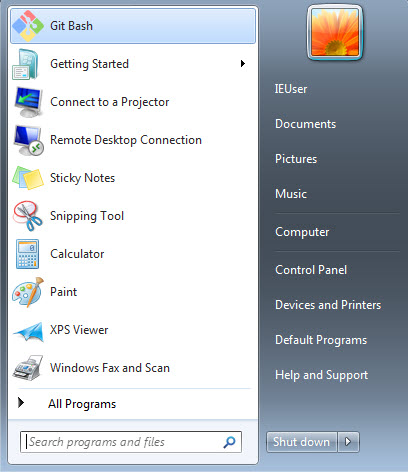 Git Bash
Getting Started
Connect to a Projector
Remote Desktop Connection
Sticky Notes
Snipping Tool
Calculator
Paint
XPS Viewer
Windows Fax and Scan
All Programs
Search programs and files
IEUser
Documents
Pictures
Music
Computer
Control Panel
Devices and Printers
Default Programs
Help and Support
Shut down